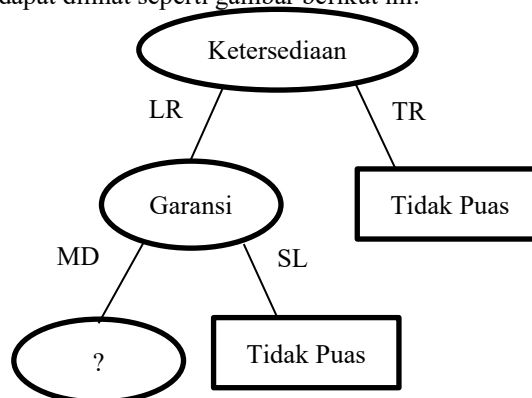 dapat dilihat seperti gambar berikut ini:
Ketersediaan
LR
TR
Garansi
Tidak Puas
MD
SL
?
Tidak Puas